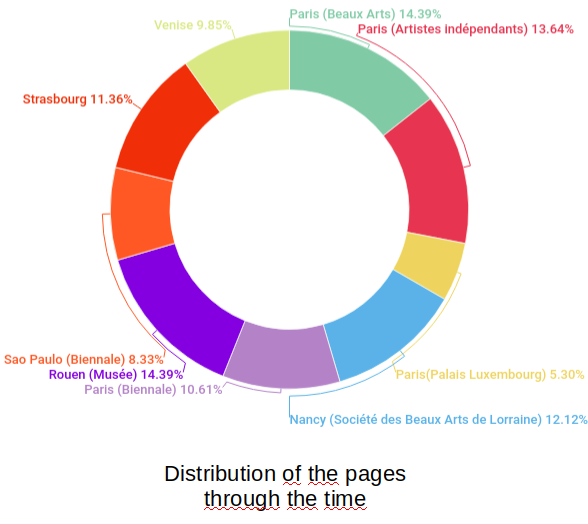 Paris (Beaux Arts) 14.39%
Venise 9.85%
Paris (Artistes indépendants) 13.64%
Strasbourg 11.36%
Sao Paulo (Biennale) 8.33%
Rouen (Musée) 14.39%
Paris(Palais Luxembourg) 5.30%
Paris (Biennale) 10.61%
Nancy (Société des Beaux Arts de Lorraine) 12.12%
Distribution of the pages
through the time